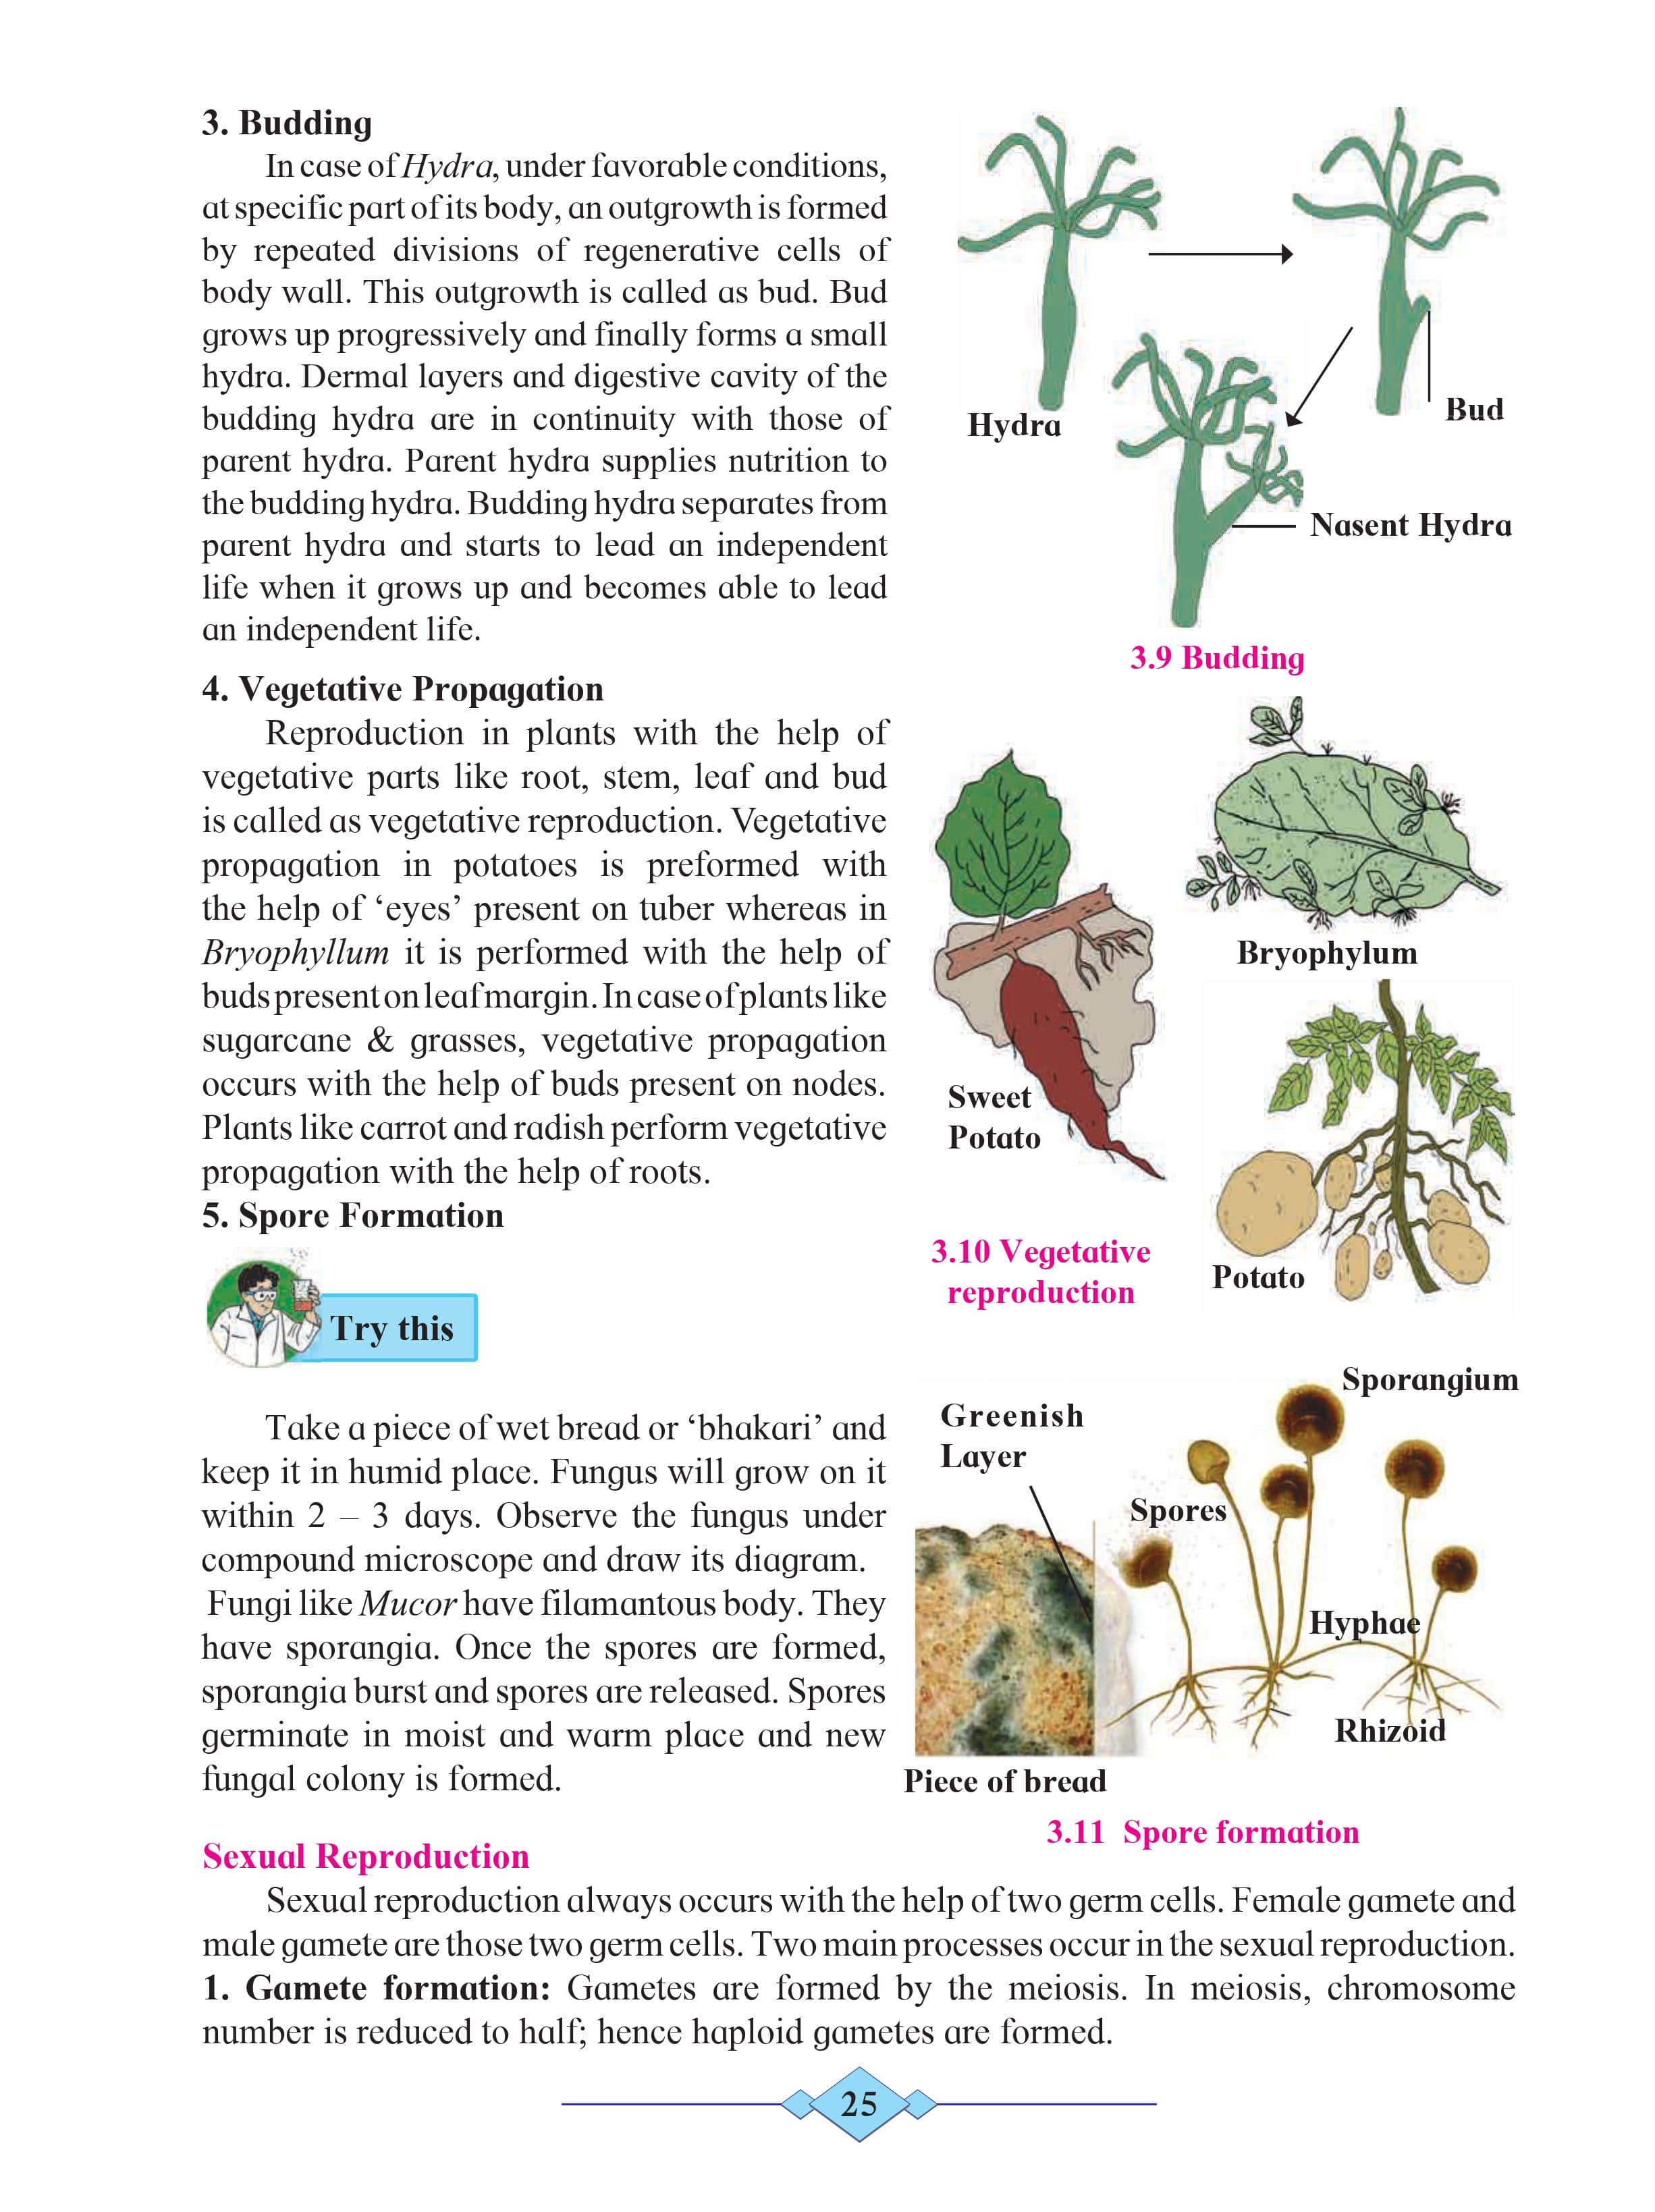 3. Budding
In case of Hydra, under favorable conditions,
at specific part of its body, an outgrowth is formed
by repeated divisions of regenerative cells of
body wall. This outgrowth is called as bud. Bud
grows up progressively and finally forms a small
hydra. Dermal layers and digestive cavity of the
budding hydra are in continuity with those of
parent hydra. Parent hydra supplies nutrition to
the budding hydra. Budding hydra separates from
parent hydra and starts to lead an independent
life when it grows up and becomes able to lead
an independent life.
Hydra
Bud
Nasent Hydra
3.9 Budding
4. Vegetative Propagation
Reproduction in plants with the help of
vegetative parts like root, stem, leaf and bud
is called as vegetative reproduction. Vegetative
propagation in potatoes is preformed with
the help of ‘eyes’ present on tuber whereas in
Bryophyllum it is performed with the help of
buds present on leaf margin. In case of plants like
sugarcane & grasses, vegetative propagation
occurs with the help of buds present on nodes.
Plants like carrot and radish perform vegetative
propagation with the help of roots.
Bryophylum
Sweet
Potato
Potato
3.10 Vegetative
reproduction
5. Spore Formation
Try this
Take a piece of wet bread or ‘bhakari’ and
keep it in humid place. Fungus will grow on it
within 2 – 3 days. Observe the fungus under
compound microscope and draw its diagram.
Fungi like Mucor have filamantous body. They
have sporangia. Once the spores are formed,
sporangia burst and spores are released. Spores
germinate in moist and warm place and new
fungal colony is formed.
Sporangium
Greenish
Layer
Spores
Hyphae
Rhizoid
Piece of bread
3.11 Spore formation
Sexual Reproduction
Sexual reproduction always occurs with the help of two germ cells. Female gamete and
male gamete are those two germ cells. Two main processes occur in the sexual reproduction.
1. Gamete formation: Gametes are formed by the meiosis. In meiosis, chromosome
number is reduced to half; hence haploid gametes are formed.
25